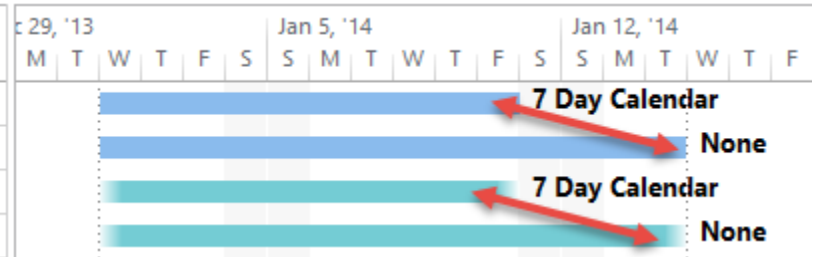 29, '13 Jan 5, '14 Jan 12, '14
M T W T F S S M T W T F S S M T W T F
7 Day Calendar
None
7 Day Calendar
None